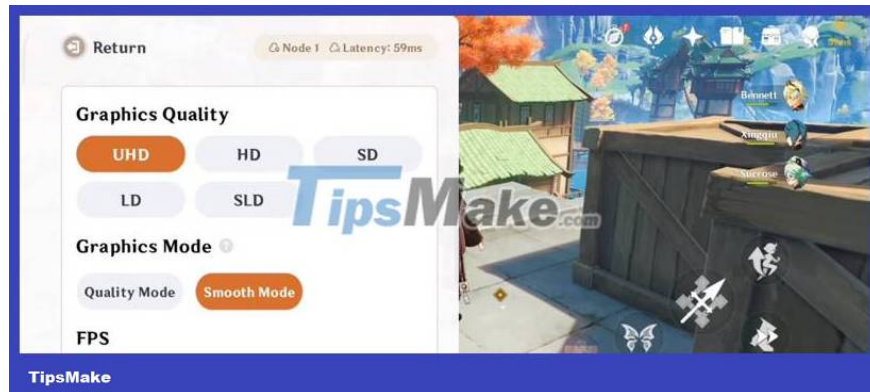 Return
Node 1 Latency: 59ms
Graphics Quality
UHD HD SD
LD SLD
Graphics Mode
Quality Mode Smooth Mode
FPS
Bennett
Xingqiu
Sucrose
TipsMake.com
TipsMake